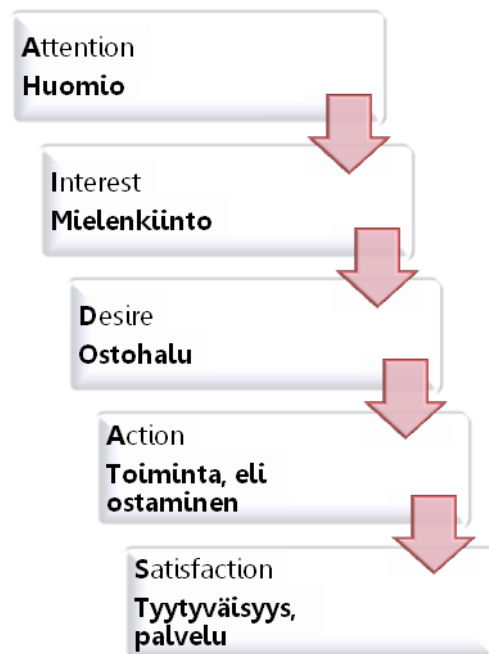 Attention
Huomio
Interest
Mielenkiinto
Desire
Ostohalu
Action
Toiminta, eli
ostaminen
Satisfaction
Tyytyväisyys,
palvelu